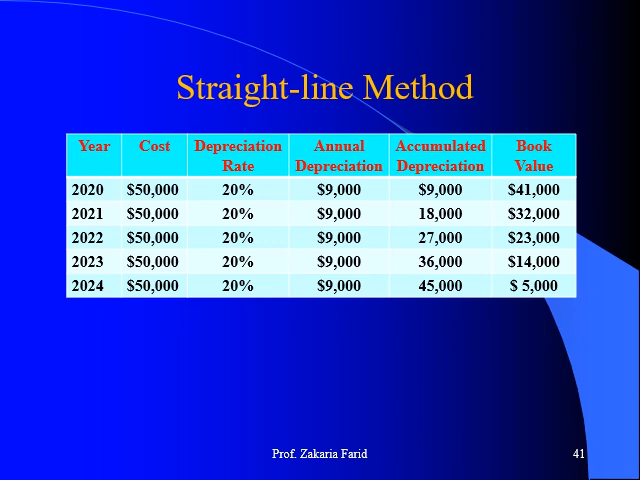 Straight-line Method
Year Cost Depreciation Rate Annual Depreciation Accumulated Depreciation Book Value
2020 $50,000 20% $9,000 $9,000 $41,000
2021 $50,000 20% $9,000 18,000 $32,000
2022 $50,000 20% $9,000 27,000 $23,000
2023 $50,000 20% $9,000 36,000 $14,000
2024 $50,000 20% $9,000 45,000 $ 5,000
Prof. Zakaria Farid 41